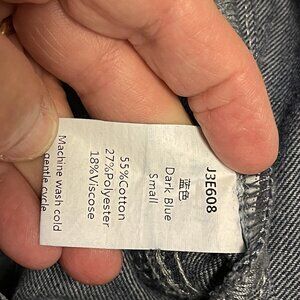 J3E608
蓝色
Dark Blue
Small
55%Cotton
27%Polyester
18%Viscose
Machine wash cold
gentle cycle